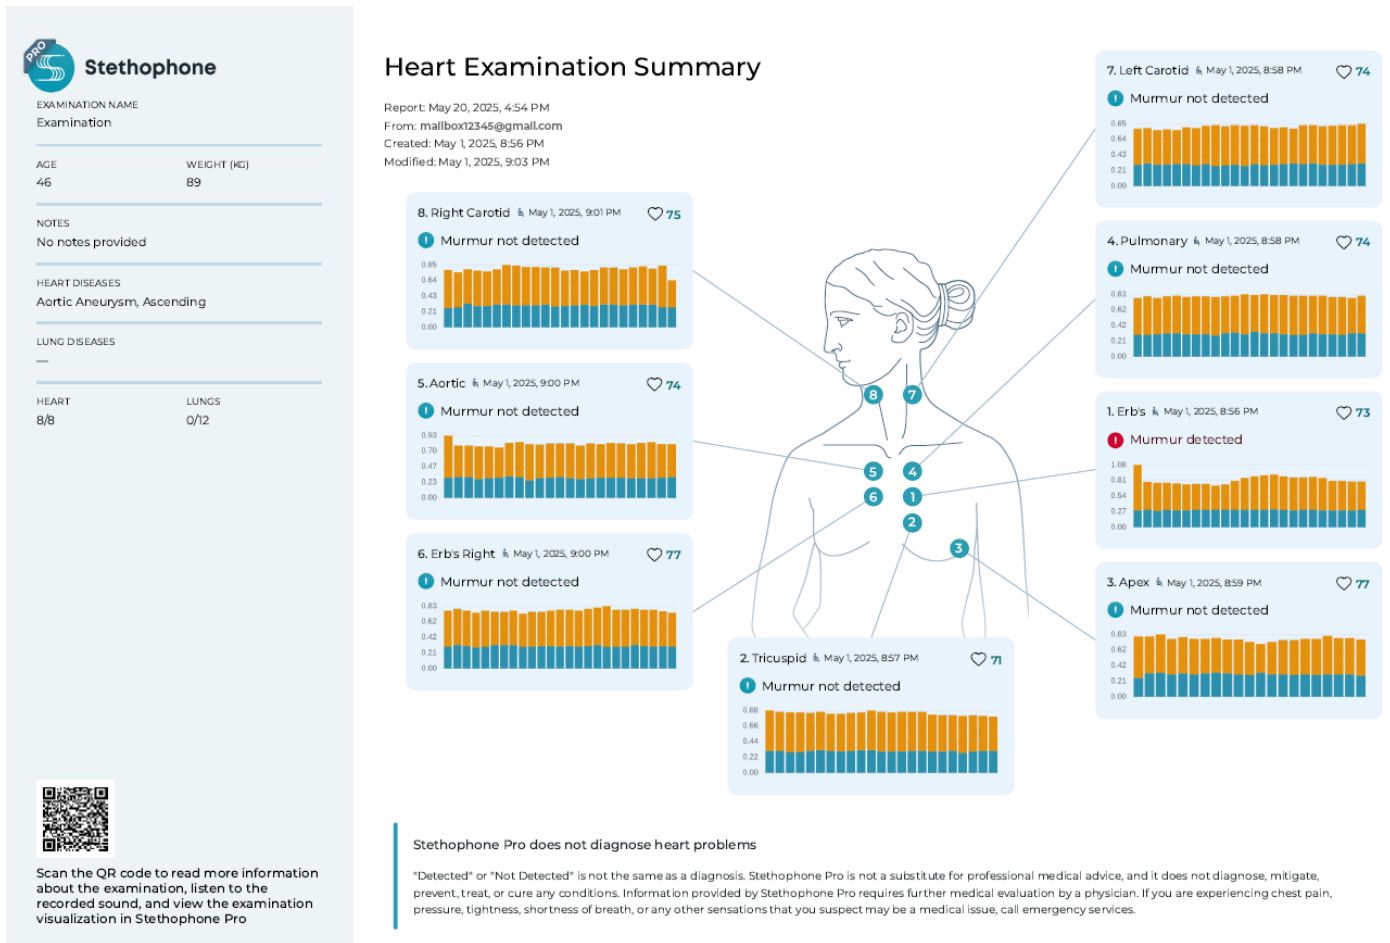 PRO
Stethophone
EXAMINATION NAME
Examination
AGE WEIGHT (KG)
46 89
NOTES
No notes provided
HEART DISEASES
Aortic Aneurysm, Ascending
LUNG DISEASES
—
HEART LUNGS
8/8 0/12
Scan the QR code to read more information
about the examination, listen to the
recorded sound, and view the examination
visualization in Stethophone Pro
Heart Examination Summary
Report: May 20, 2025, 4:54 PM
From: mailbox12345@gmail.com
Created: May 1, 2025, 8:56 PM
Modified: May 1, 2025, 9:03 PM
8. Right Carotid May 1, 2025, 9:01 PM 75
Murmur not detected
0.85
0.64
0.43
0.21
0.00
5. Aortic May 1, 2025, 9:00 PM 74
Murmur not detected
0.93
0.70
0.47
0.23
0.00
6. Erb's Right May 1, 2025, 9:00 PM 77
Murmur not detected
0.83
0.62
0.42
0.21
0.00
8 7
5 4
6 1
2
3
2. Tricuspid May 1, 2025, 8:57 PM 71
Murmur not detected
0.88
0.66
0.44
0.22
0.00
7. Left Carotid May 1, 2025, 8:58 PM 74
Murmur not detected
0.85
0.64
0.43
0.21
0.00
4. Pulmonary May 1, 2025, 8:58 PM 74
Murmur not detected
0.83
0.62
0.42
0.21
0.00
1. Erb's May 1, 2025, 8:56 PM 73
Murmur detected
1.08
0.81
0.54
0.27
0.00
3. Apex May 1, 2025, 8:59 PM 77
Murmur not detected
0.83
0.62
0.42
0.21
0.00
Stethophone Pro does not diagnose heart problems
"Detected" or "Not Detected" is not the same as a diagnosis. Stethophone Pro is not a substitute for professional medical advice, and it does not diagnose, mitigate,
prevent, treat, or cure any conditions. Information provided by Stethophone Pro requires further medical evaluation by a physician. If you are experiencing chest pain,
pressure, tightness, shortness of breath, or any other sensations that you suspect may be a medical issue, call emergency services.